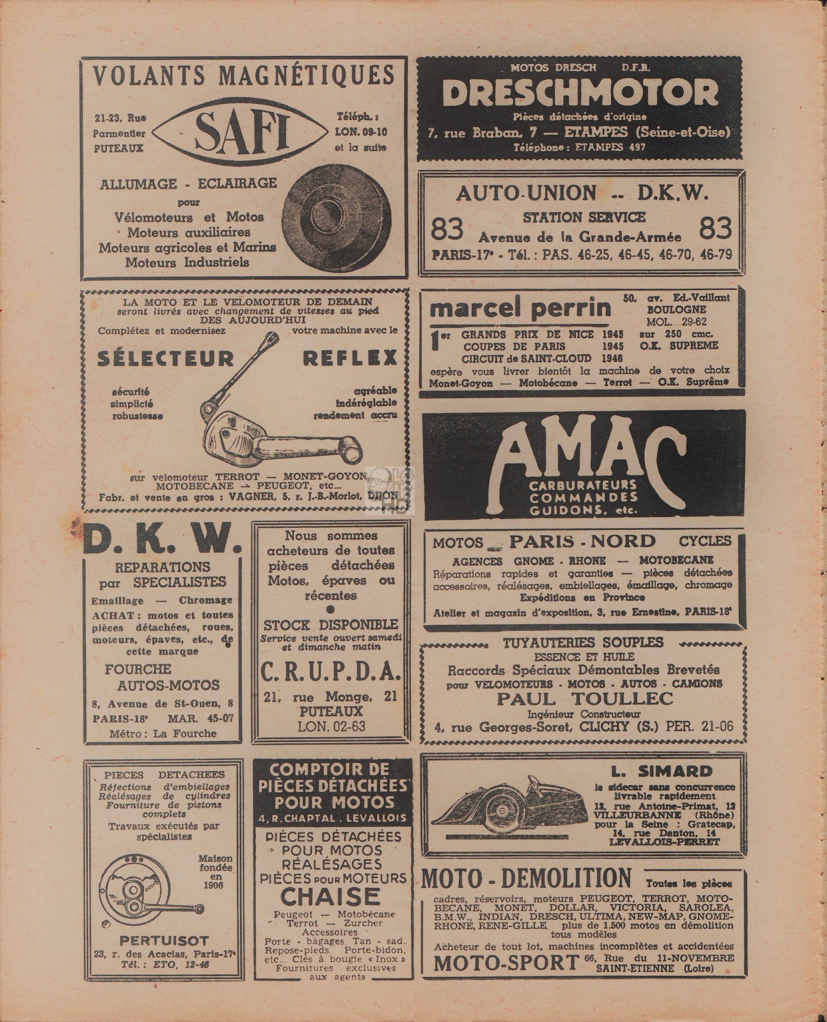 VOLANTS MAGNÉTIQUES
21-23, Rue
Parmentier
PUTEAUX
SAFI
Téléph. :
LON. 09-10
et la suite
ALLUMAGE - ECLAIRAGE
pour
Vélomoteurs et Motos
Moteurs auxiliaires
Moteurs agricoles et Marins
Moteurs Industriels
MOTOS DRESCH D.F.R.
DRESCHMOTOR
Pièces détachées d'origine
7, rue Braban, 7 — ETAMPES (Seine-et-Oise)
Téléphone : ETAMPES 497
AUTO-UNION -- D.K.W.
STATION SERVICE
83 Avenue de la Grande-Armée 83
PARIS-17e - Tél. : PAS. 46-25, 46-45, 46-70, 46-79
LA MOTO ET LE VELOMOTEUR DE DEMAIN
seront livrés avec changement de vitesses au pied
DES AUJOURD'HUI
Complétez et modernisez votre machine avec le
SÉLECTEUR REFLEX
sécurité
simplicté
robustesse
agréable
indéréglable
rendement accru
sur velomoteur TERROT — MONET-GOYON
MOTOBECANE — PEUGEOT, etc...
Fabr. et vente en gros : VAGNER, 5, r. J.-B.-Morlot, DIJON
marcel perrin
50, av. Ed.-Vaillant
BOULOGNE
MOL. 29-62
1er GRANDS PRIX DE NICE 1945 sur 250 cmc.
COUPES DE PARIS 1945 O.K. SUPREME
CIRCUIT de SAINT-CLOUD 1946
espère vous livrer bientôt la machine de votre choix
Monet-Goyon — Motobécane — Terrot — O.K. Suprême
AMAC
CARBURATEURS
COMMANDES
GUIDONS, etc.
D. K. W.
REPARATIONS
par SPECIALISTES
Emaillage — Chromage
ACHAT : motos et toutes
pièces détachées, roues,
moteurs, épaves, etc., de
cette marque
FOURCHE
AUTOS-MOTOS
8, Avenue de St-Ouen, 8
PARIS-18e MAR. 45-07
Métro : La Fourche
Nous sommes
acheteurs de toutes
pièces détachées
Motos, épaves ou
récentes
STOCK DISPONIBLE
Service vente ouvert samedi
et dimanche matin
C.R.U.P.D.A.
21, rue Monge, 21
PUTEAUX
LON. 02-63
MOTOS PARIS - NORD CYCLES
AGENCES GNOME - RHONE — MOTOBECANE
Réparations rapides et garanties — pièces détachées
accessoires, réalésages, embiellages, émaillage, chromage
Expéditions en Province
Atelier et magasin d'exposition, 3, rue Ernestine, PARIS-18e
TUYAUTERIES SOUPLES
ESSENCE ET HUILE
Raccords Spéciaux Démontables Brevetés
pour VELOMOTEURS - MOTOS - AUTOS - CAMIONS
PAUL TOULLEC
Ingénieur Constructeur
4, rue Georges-Soret, CLICHY (S.) PER. 21-06
PIECES DETACHEES
Réfections d'embiellages
Réalésages de cylindres
Fourniture de pistons
complets
Travaux exécutés par
spécialistes
Maison
fondée
en
1906
PERTUISOT
23, r. des Acacias, Paris-17e
Tél. : ETO, 12-46
COMPTOIR DE
PIÈCES DÉTACHÉES
POUR MOTOS
4, R. CHAPTAL . LEVALLOIS
PIÈCES DÉTACHÉES
POUR MOTOS
RÉALÉSAGES
PIÈCES POUR MOTEURS
CHAISE
Peugeot — Motobécane
Terrot — Zurcher
Accessoires
Porte - bagages, Tan - sad.
Repose-pieds Porte-bidon,
etc... Clés à bougie « Inox »
Fournitures exclusives
aux agents
L. SIMARD
le sidecar sans concurrence
livrable rapidement
12, rue Antoine-Primat, 12
VILLEURBANNE (Rhône)
pour la Seine : Gratecap,
14, rue Danton, 14
LEVALLOIS-PERRET
MOTO - DEMOLITION Toutes les pièces
cadres, réservoirs, moteurs PEUGEOT, TERROT, MOTO-
BECANE, MONET, DOLLAR, VICTORIA, SAROLEA,
B.M.W., INDIAN, DRESCH, ULTIMA, NEW-MAP, GNOME-
RHONE, RENE-GILLE plus de 1.500 motos en démolition
tous modèles
Acheteur de tout lot, machines incomplètes et accidentées
MOTO-SPORT 66, Rue du 11-NOVEMBRE
SAINT-ETIENNE (Loire)